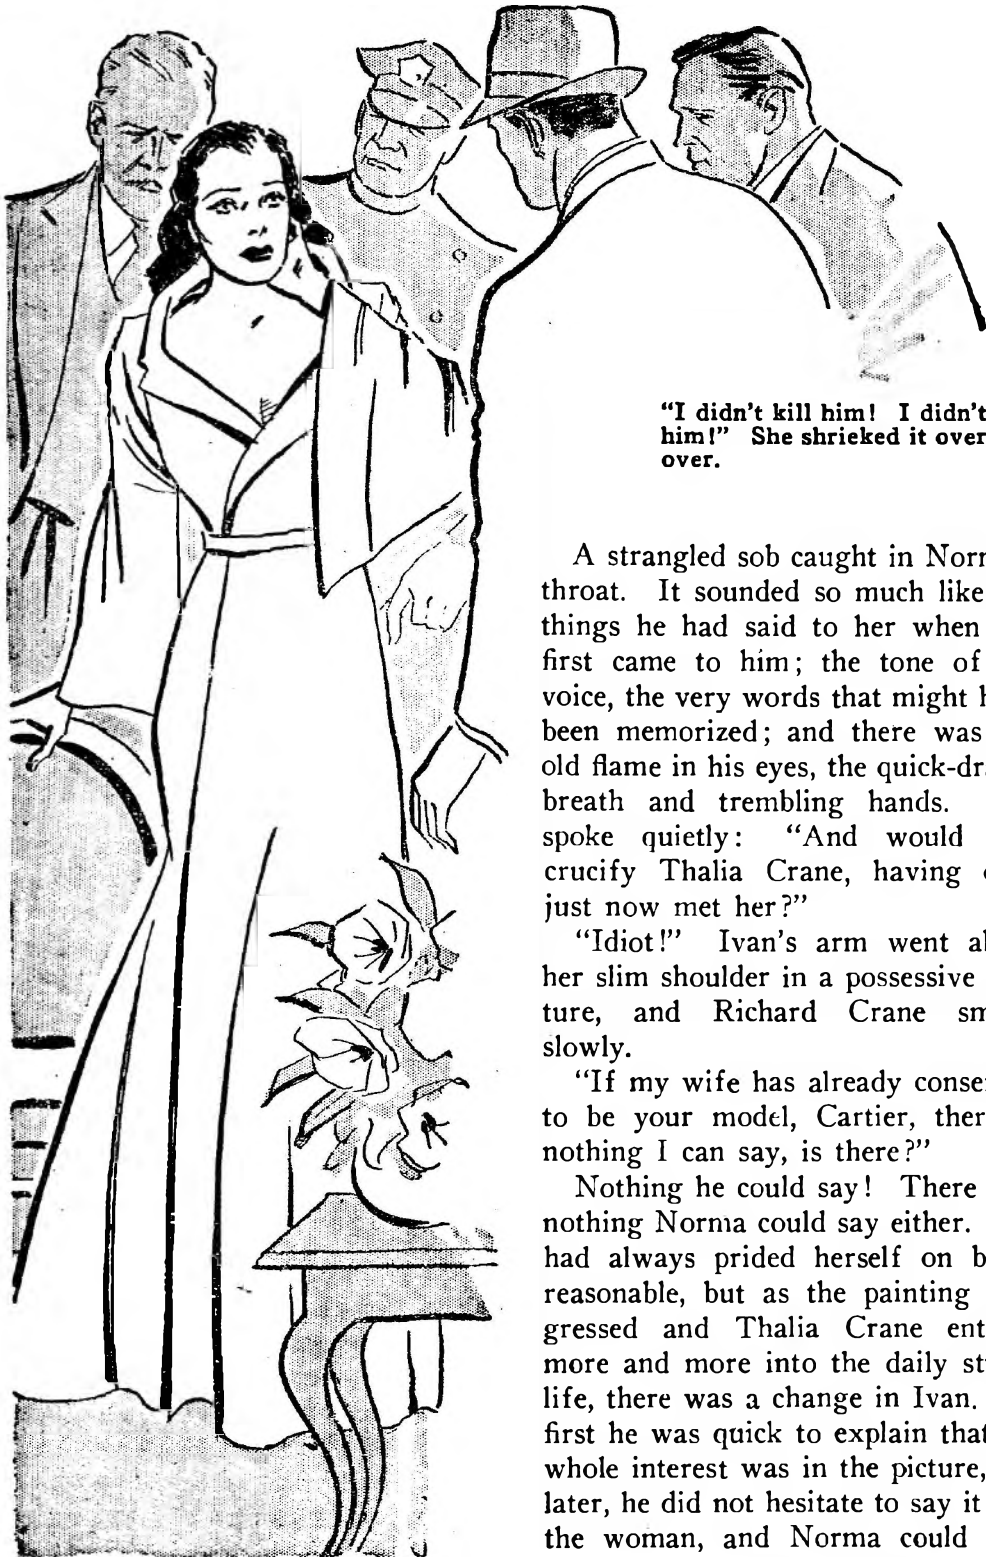 “I didn’t kill him! I didn’t
him!” She shrieked it over
over.
A strangled sob caught in Nor
throat. It sounded so much like
things he had said to her when
first came to him; the tone of
voice, the very words that might
been memorized; and there was
old flame in his eyes, the quick-dr
breath and trembling hands.
spoke quietly: “And would
crucify Thalia Crane, having
just now met her?”
“Idiot!” Ivan’s arm went a
her slim shoulder in a possessive
ture, and Richard Crane sm
slowly.
“If my wife has already conse
to be your model, Cartier, ther
nothing I can say, is there?”
Nothing he could say! There
nothing Norma could say either.
had always prided herself on b
reasonable, but as the painting
gressed and Thalia Crane ent
more and more into the daily st
life, there was a change in Ivan.
first he was quick to explain that
whole interest was in the picture,
later, he did not hesitate to say it
the woman, and Norma could